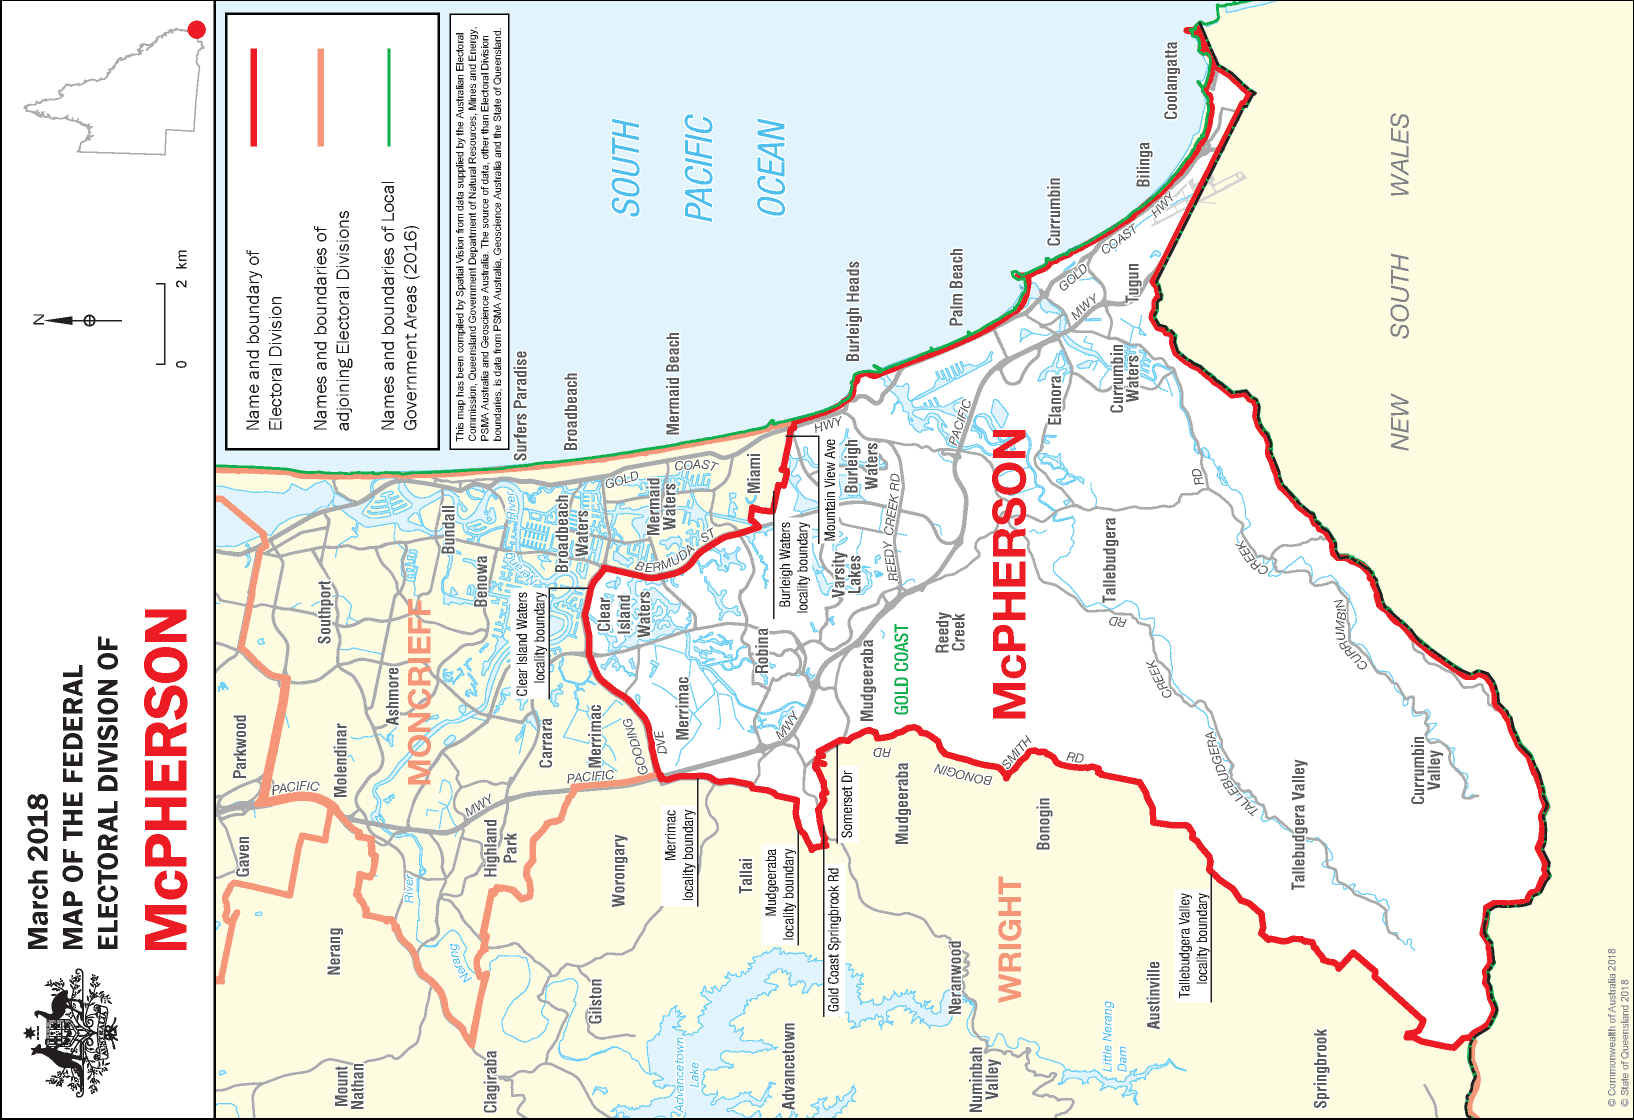 March 2018
MAP OF THE FEDERAL
ELECTORAL DIVISION OF
McPHERSON
N
0 2 km
Name and boundary of
Electoral Division
Names and boundaries of
adjoining Electoral Divisions
Names and boundaries of Local
Government Areas (2016)
This map has been compiled by Spatial Vision from data supplied by the Australian Electoral
Commission, Queensland Government Department of Natural Resources, Mines and Energy,
PSMA Australia and Geoscience Australia. The source of data, other than Electoral Division
boundaries, is data from PSMA Australia, Geoscience Australia and the State of Queensland.
SOUTH
PACIFIC
OCEAN
Surfers Paradise
Broadbeach
Mermaid Beach
Burleigh Heads
Palm Beach
Currumbin
Bilinga
Coolangatta
Parkwood
Southport
Gaven
Molendinar
Ashmore
PACIFIC
MWY
MONCRIEFF
Bundall
Benowa
River
Nerang
Broadbeach
Waters
GOLD
COAST
Mermaid
Waters
Miami
BERMUDA ST
HWY
Clear Island Waters
locality boundary
Clear
Island
Waters
Burleigh Waters
locality boundary
Mountain View Ave
Burleigh
Waters
Varsity
Lakes
REEDY CREEK RD
PACIFIC
Carrara
Merrimac
GOODING
DVE
PACIFIC
Merrimac
Robina
MWY
Mudgeeraba
GOLD COAST
Reedy
Creek
McPHERSON
Elanora
Currumbin
Waters
Tugun
GOLD
COAST
HWY
MWY
Tallebudgera
RD
CREEK
CURRUMBIN
RD
CREEK
TALLEBUDGERA
Currumbin
Valley
Tallebudgera Valley
Nerang
River
Nerang
Highland
Park
Worongary
Merrimac
locality boundary
Tallai
Mudgeeraba
locality boundary
Gold Coast Springbrook Rd
Somerset Dr
RD
Mudgeeraba
BONOGIN
SMITH
RD
Bonogin
WRIGHT
Tallebudgera Valley
locality boundary
Mount
Nathan
Clagiraba
Gilston
Advancetown
Lake
Advancetown
Neranwood
Numinbah
Valley
Little Nerang
Dam
Austinville
Springbrook
NEW SOUTH WALES
© Commonwealth of Australia 2018
© State of Queensland 2018